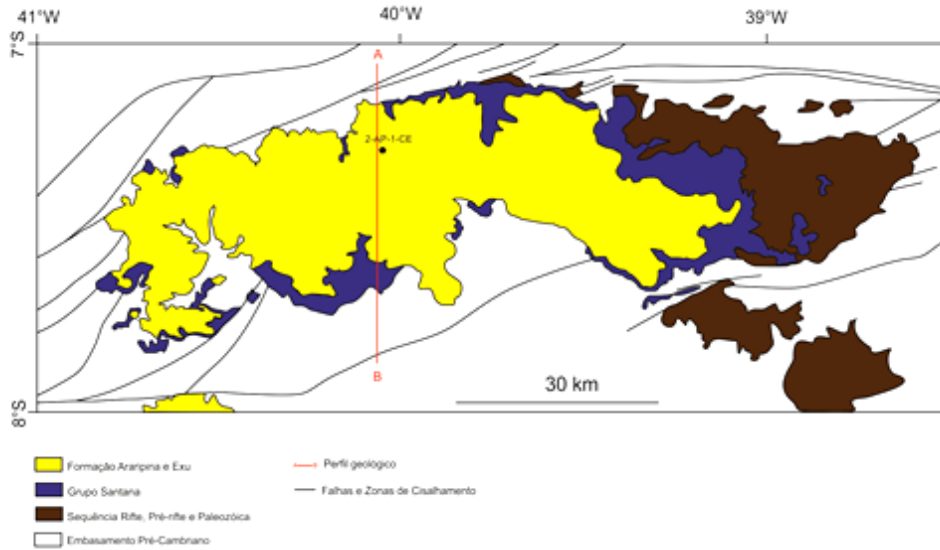 41°W
40°W
39°W
7°S
A
2-AP-1-CE
B
30 km
8°S
Formação Araripina e Exu
Perfil geológico
Grupo Santana
Falhas e Zonas de Cisalhamento
Sequência Rifte, Pré-rifte e Paleozóica
Embasamento Pré-Cambriano